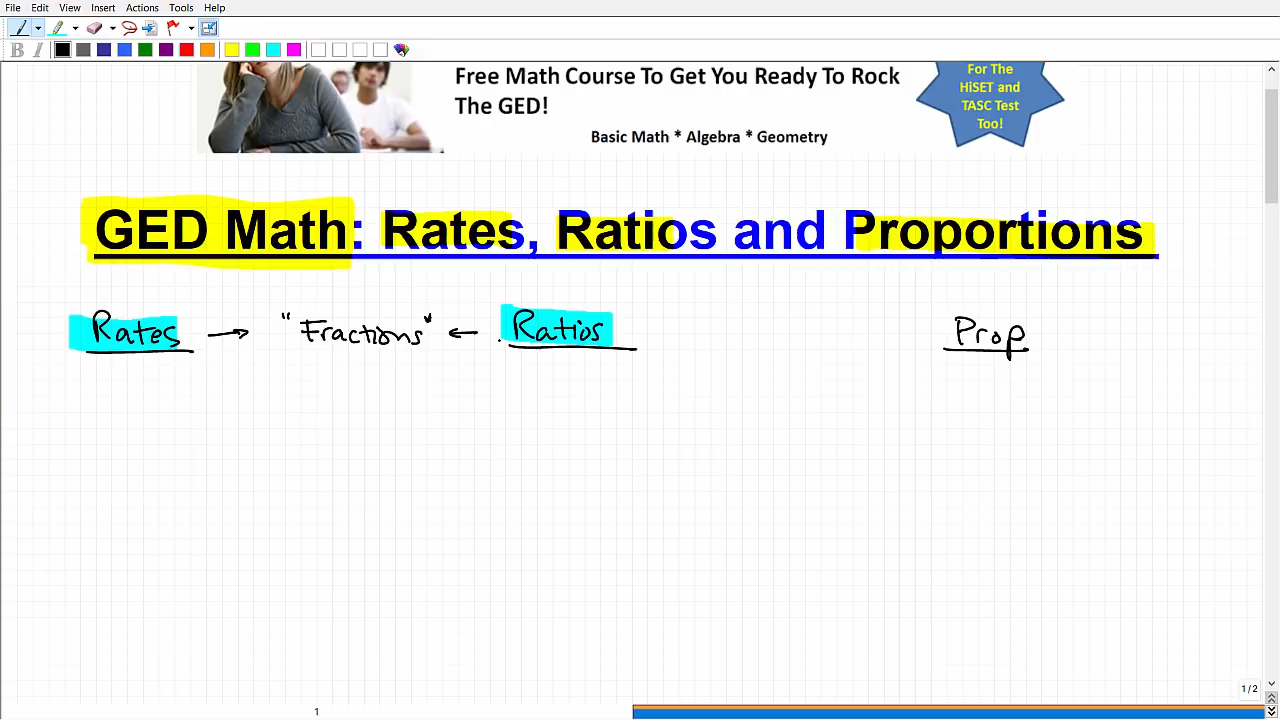 File Edit View Insert Actions Tools Help
B I
Free Math Course To Get You Ready To Rock
The GED!
Basic Math * Algebra * Geometry
For The
HiSET and
TASC Test
Too!
GED Math: Rates, Ratios and Proportions
Rates → "Fractions" ← Ratios Prop
1/2
1